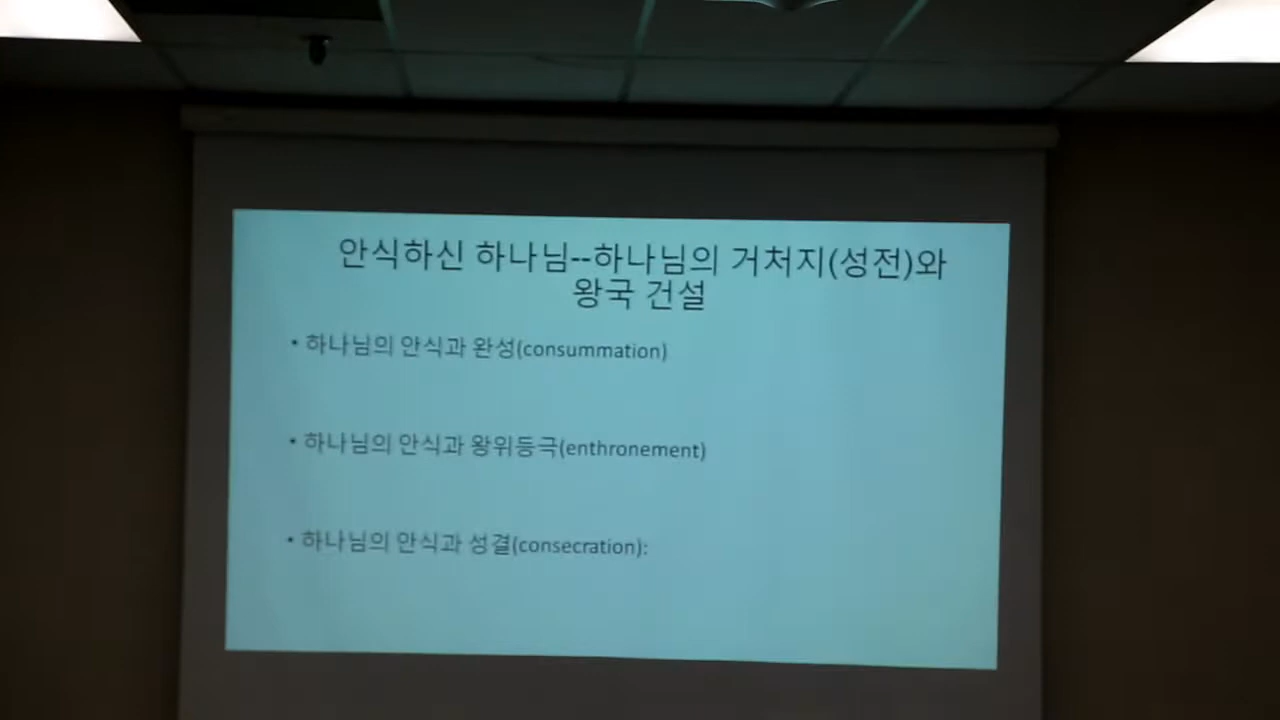 안식하신 하나님--하나님의 거처지(성전)와
왕국 건설
• 하나님의 안식과 완성(consummation)
• 하나님의 안식과 왕위등극(enthronement)
• 하나님의 안식과 성결(consecration):